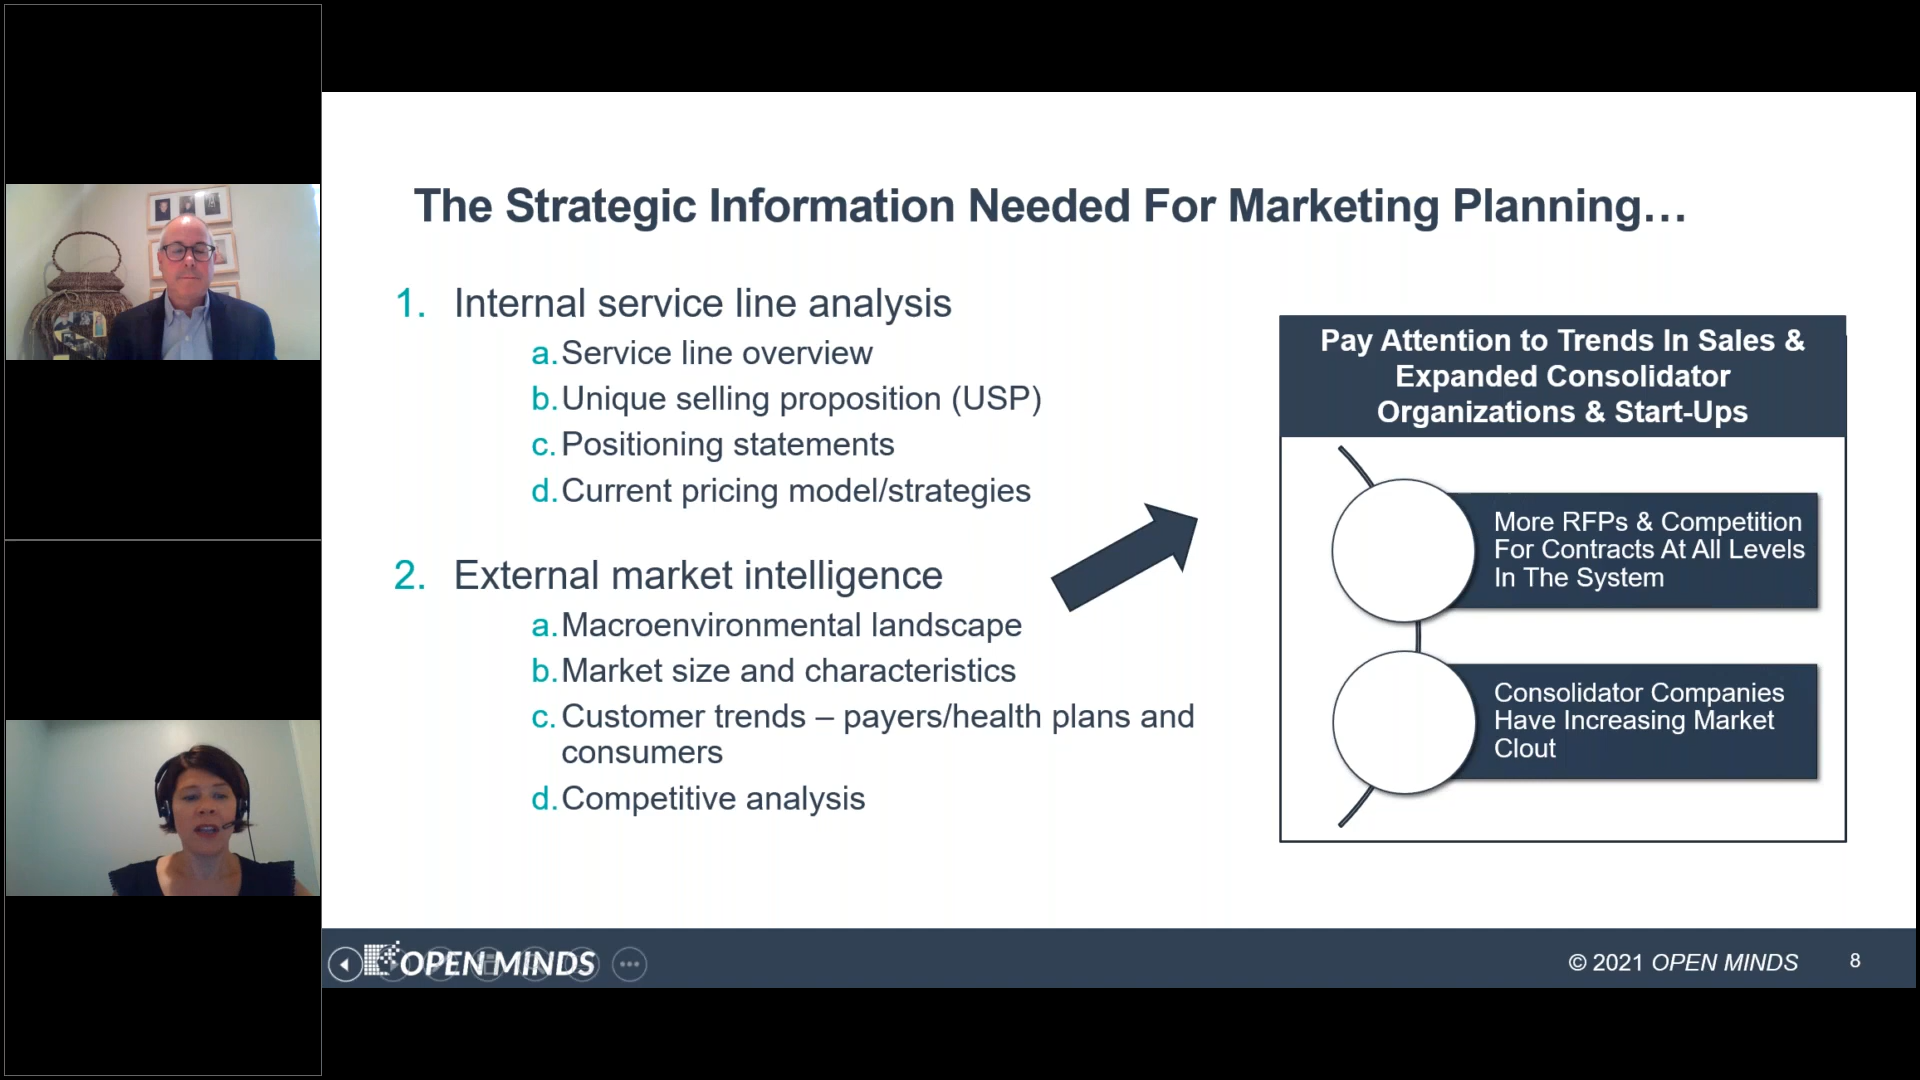 The Strategic Information Needed For Marketing Planning…
1. Internal service line analysis
a. Service line overview
b. Unique selling proposition (USP)
c. Positioning statements
d. Current pricing model/strategies
2. External market intelligence
a. Macroenvironmental landscape
b. Market size and characteristics
c. Customer trends – payers/health plans and
consumers
d. Competitive analysis
Pay Attention to Trends In Sales &
Expanded Consolidator
Organizations & Start-Ups
More RFPs & Competition
For Contracts At All Levels
In The System
Consolidator Companies
Have Increasing Market
Clout
OPEN MINDS
© 2021 OPEN MINDS
8